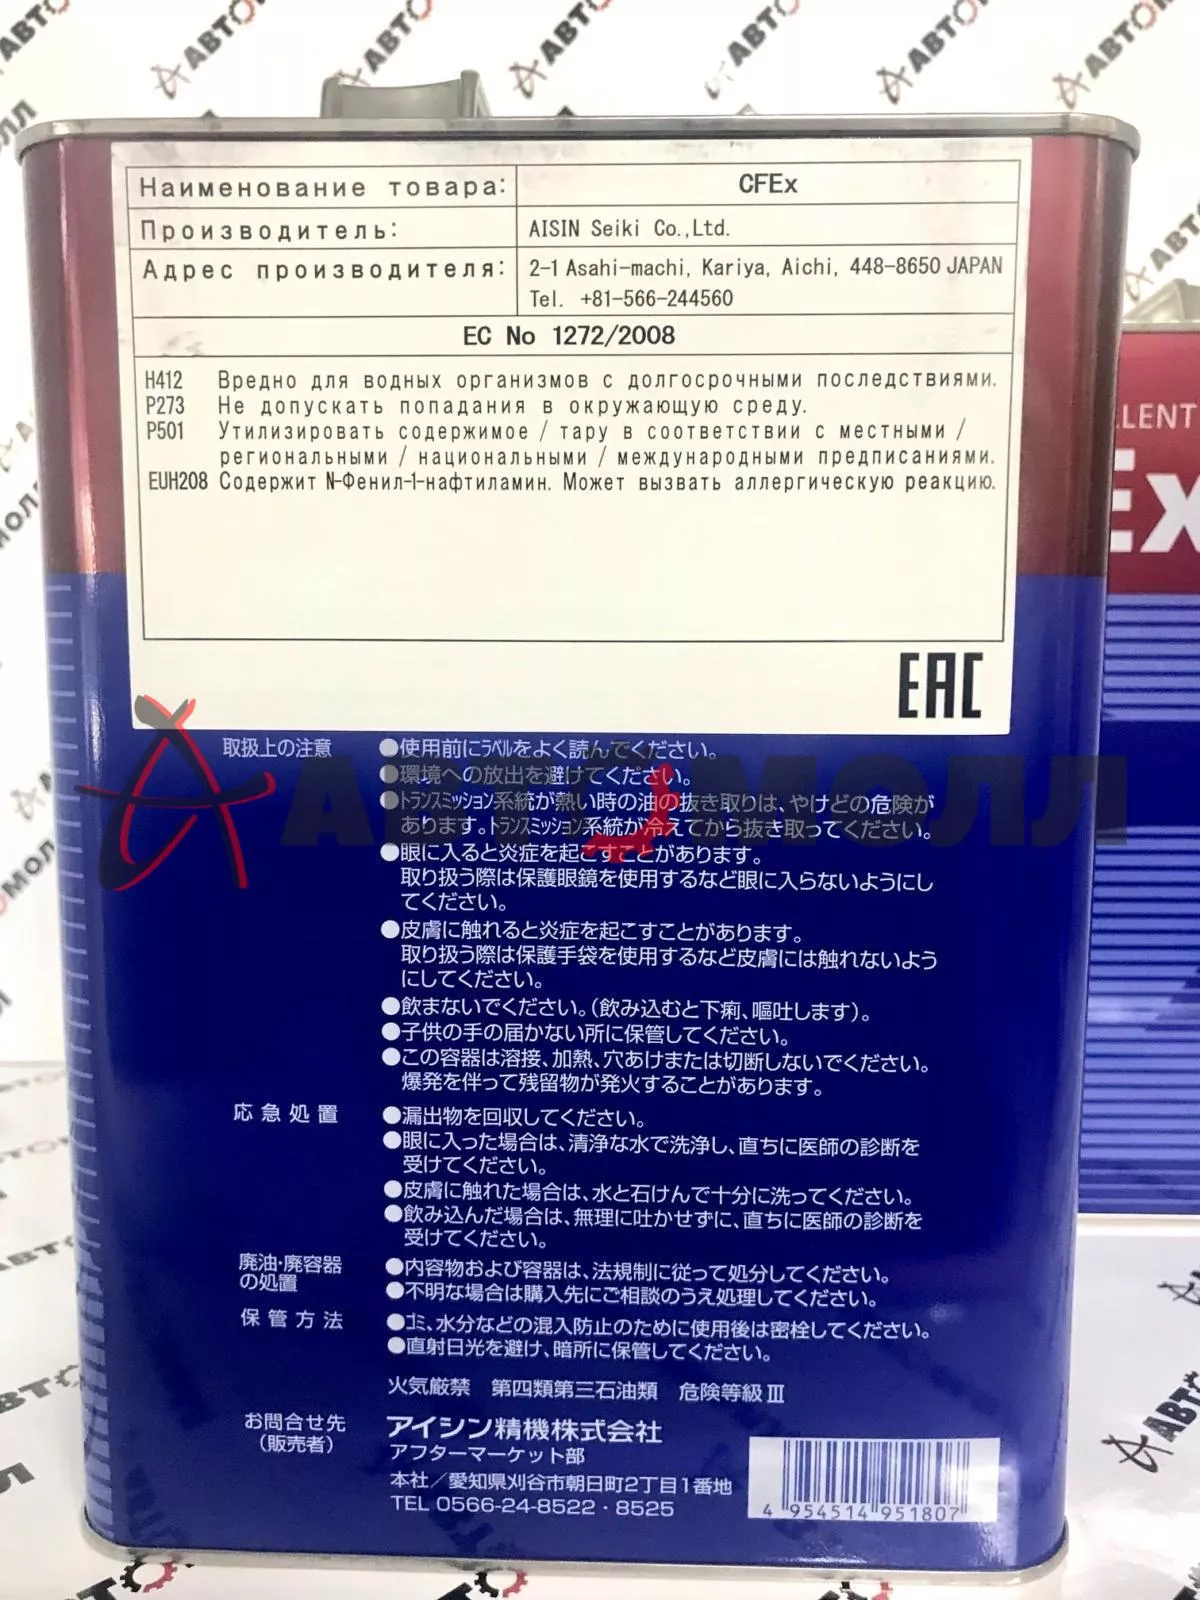 Наименование товара: CFEx
Производитель: AISIN Seiki Co.,Ltd.
Адрес производителя: 2-1 Asahi-machi, Kariya, Aichi, 448-8650 JAPAN
Tel. +81-566-244560
EC No 1272/2008
H412 Вредно для водных организмов с долгосрочными последствиями.
P273 Не допускать попадания в окружающую среду.
P501 Утилизировать содержимое / тару в соответствии с местными /
региональными / национальными / международными предписаниями.
EUH208 Содержит N-Фенил-1-нафтиламин. Может вызвать аллергическую реакцию.
EAC
LLENT
Ex
АВТОМОЛЛ
取扱上の注意 ●使用前にラベルをよく読んでください。
●環境への放出を避けてください。
●トランスミッション系統が熱い時の油の抜き取りは、やけどの危険が
あります。トランスミッション系統が冷えてから抜き取ってください。
●眼に入ると炎症を起こすことがあります。
取り扱う際は保護眼鏡を使用するなど眼に入らないようにし
てください。
●皮膚に触れると炎症を起こすことがあります。
取り扱う際は保護手袋を使用するなど皮膚には触れないよう
にしてください。
●飲まないでください。(飲み込むと下痢、嘔吐します)。
●子供の手の届かない所に保管してください。
●この容器は溶接、加熱、穴あけまたは切断しないでください。
爆発を伴って残留物が発火することがあります。
応急処置 ●漏出物を回収してください。
●眼に入った場合は、清浄な水で洗浄し、直ちに医師の診断を
受けてください。
●皮膚に触れた場合は、水と石けんで十分に洗ってください。
●飲み込んだ場合は、無理に吐かせずに、直ちに医師の診断を
受けてください。
廃油・廃容器
の処置
●内容物および容器は、法規制に従って処分してください。
●不明な場合は購入先にご相談のうえ処理してください。
保管方法 ●ゴミ、水分などの混入防止のために使用後は密栓してください。
●直射日光を避け、暗所に保管してください。
火気厳禁 第四類第三石油類 危険等級Ⅲ
お問合せ先
(販売者)
アイシン精機株式会社
アフターマーケット部
本社/愛知県刈谷市朝日町2丁目1番地
TEL 0566-24-8522・8525
4 954514 951807